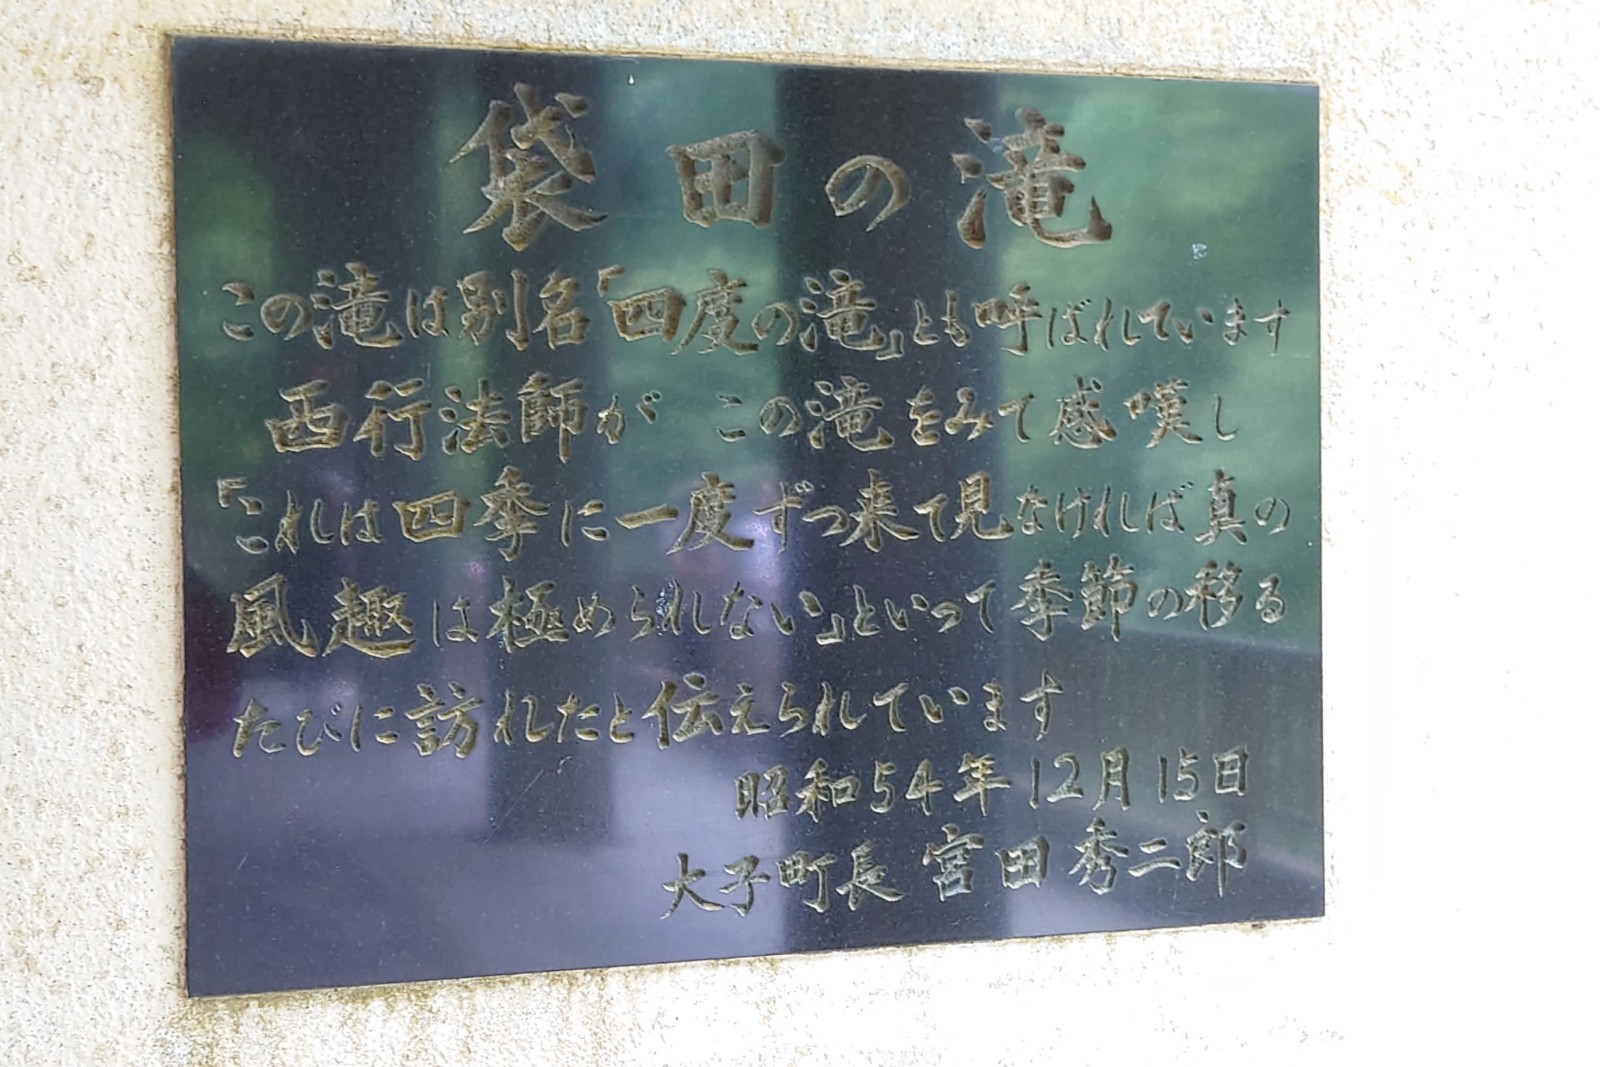 袋田の滝
この滝は別名「四度の滝」とも呼ばれています
西行法師が この滝をみて感嘆し
「これは四季に一度ずつ来て見なければ真の
風趣は極められない」といって季節の移る
たびに訪れたと伝えられています
昭和54年12月15日
大子町長 宮田秀二郎